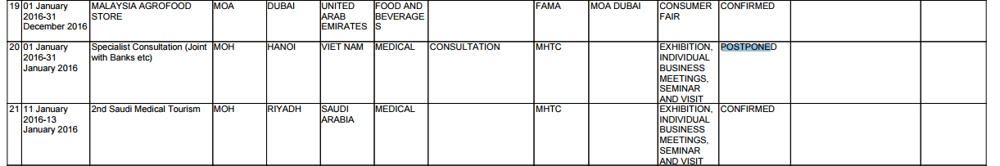 19 01 January 2016-31 December 2016 MALAYSIA AGROFOOD STORE MOA DUBAI UNITED ARAB EMIRATES FOOD AND BEVERAGE S FAMA MOA DUBAI CONSUMER FAIR CONFIRMED
20 01 January 2016-31 January 2016 Specialist Consultation (Joint with Banks etc) MOH HANOI VIET NAM MEDICAL CONSULTATION MHTC EXHIBITION, INDIVIDUAL BUSINESS MEETINGS, SEMINAR AND VISIT POSTPONED
21 11 January 2016-13 January 2016 2nd Saudi Medical Tourism MOH RIYADH SAUDI ARABIA MEDICAL MHTC EXHIBITION, INDIVIDUAL BUSINESS MEETINGS, SEMINAR AND VISIT CONFIRMED